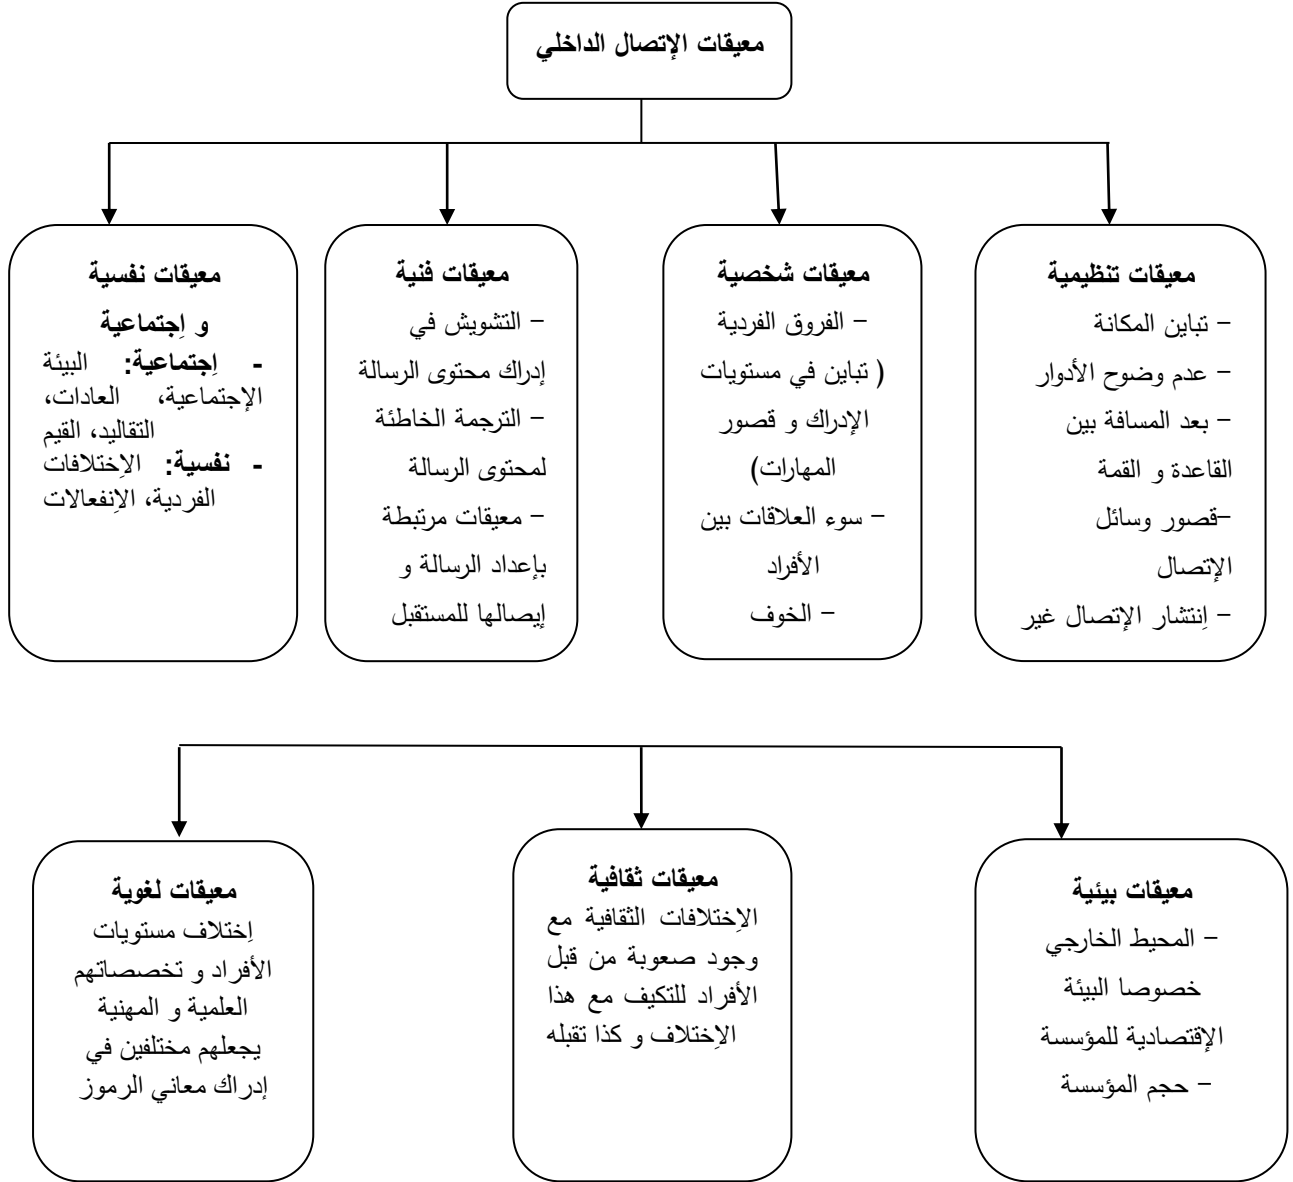 معيقات الإتصال الداخلي
معيقات تنظيمية
– تباين المكانة
– عدم وضوح الأدوار
– بعد المسافة بين
القاعدة و القمة
–قصور وسائل
الإتصال
– اِنتشار الإتصال غير
معيقات شخصية
– الفروق الفردية
( تباين في مستويات
الإدراك و قصور
المهارات)
– سوء العلاقات بين
الأفراد
– الخوف
معيقات فنية
– التشويش في
إدراك محتوى الرسالة
– الترجمة الخاطئة
لمحتوى الرسالة
– معيقات مرتبطة
بإعداد الرسالة و
إيصالها للمستقبل
معيقات نفسية
و اِجتماعية
- اِجتماعية: البيئة
الإجتماعية، العادات،
التقاليد، القيم
- نفسية: الاِختلافات
الفردية، الاِنفعالات
معيقات بيئية
– المحيط الخارجي
خصوصا البيئة
الإقتصادية للمؤسسة
– حجم المؤسسة
معيقات ثقافية
الاِختلافات الثقافية مع
وجود صعوبة من قبل
الأفراد للتكيف مع هذا
الاِختلاف و كذا تقبله
معيقات لغوية
اِختلاف مستويات
الأفراد و تخصصاتهم
العلمية و المهنية
يجعلهم مختلفين في
إدراك معاني الرموز